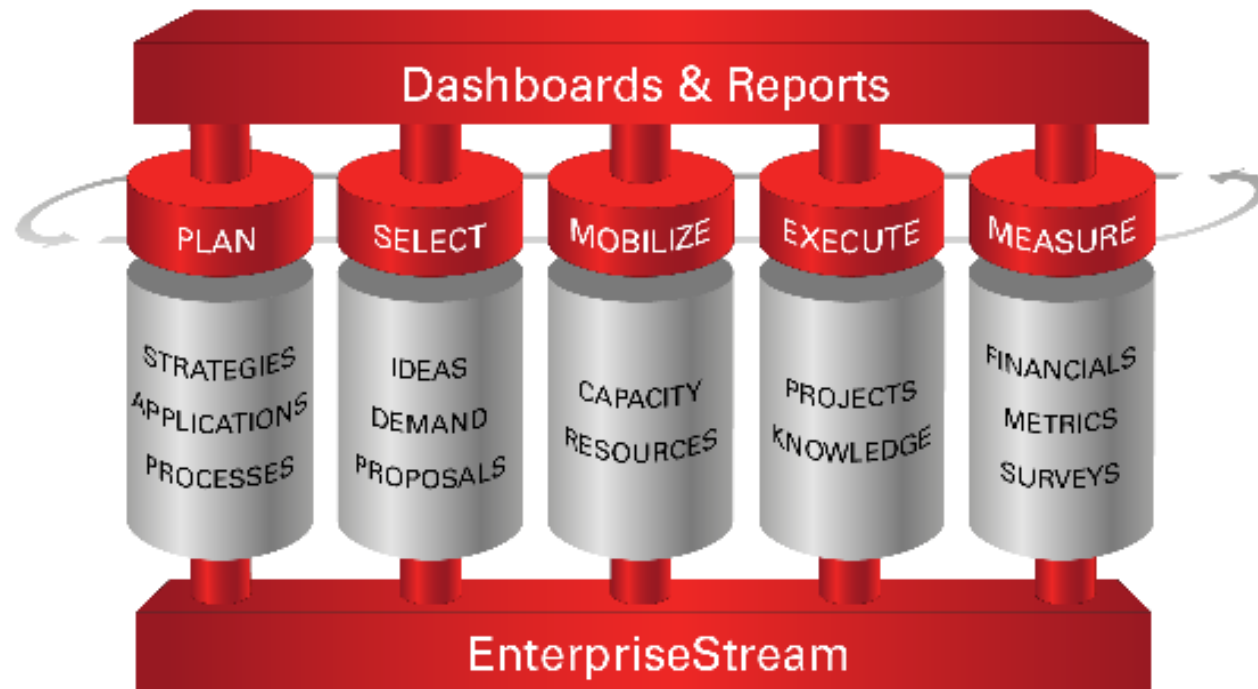 Dashboards & Reports
PLAN
SELECT
MOBILIZE
EXECUTE
MEASURE
STRATEGIES
APPLICATIONS
PROCESSES
IDEAS
DEMAND
PROPOSALS
CAPACITY
RESOURCES
PROJECTS
KNOWLEDGE
FINANCIALS
METRICS
SURVEYS
EnterpriseStream